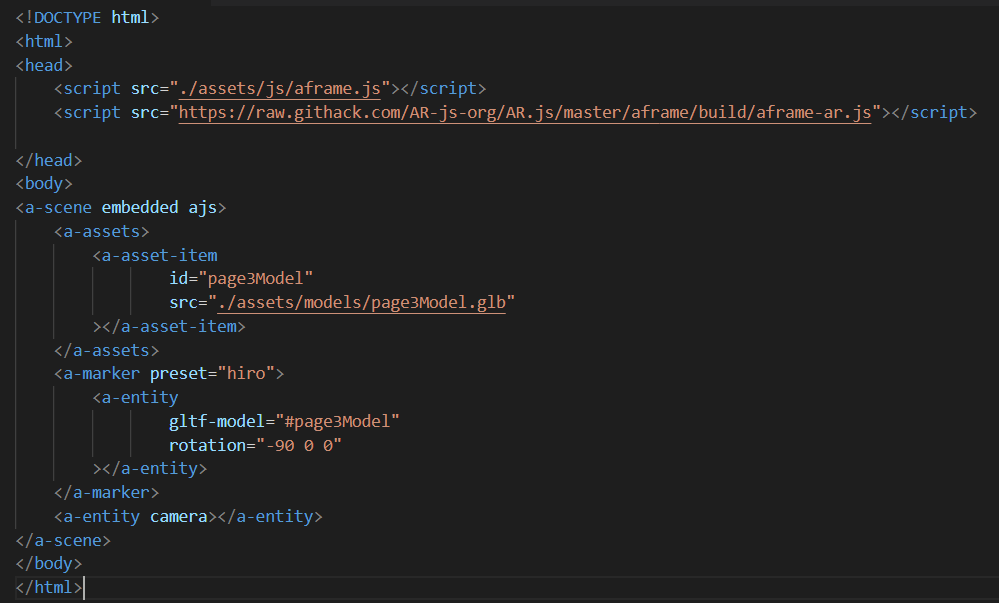 <!DOCTYPE html>
<html>
<head>
    <script src="./assets/js/aframe.js"></script>
    <script src="https://raw.githack.com/AR-js-org/AR.js/master/aframe/build/aframe-ar.js"></script>
</head>
<body>
<a-scene embedded ajs>
    <a-assets>
        <a-asset-item
                id="page3Model"
                src="./assets/models/page3Model.glb"
        ></a-asset-item>
    </a-assets>
    <a-marker preset="hiro">
        <a-entity
                gltf-model="#page3Model"
                rotation="-90 0 0"
        ></a-entity>
    </a-marker>
    <a-entity camera></a-entity>
</a-scene>
</body>
</html>